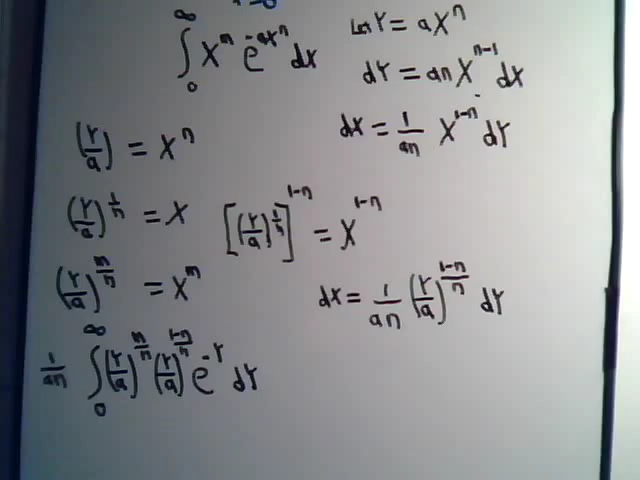 ∫₀^∞ x^m e^(-ax^n) dx
Let r = ax^n
dr = anx^(n-1) dx
dx = 1/(an) x^(1-n) dr
(r/a) = x^n
(r/a)^(1/n) = x
[(r/a)^(1/n)]^(1-n) = x^(1-n)
(r/a)^(m/n) = x^m
dx = 1/(an) (r/a)^((1-n)/n) dr
1/(an) ∫₀^∞ (r/a)^(m/n) (r/a)^((1-n)/n) e^(-r) dr